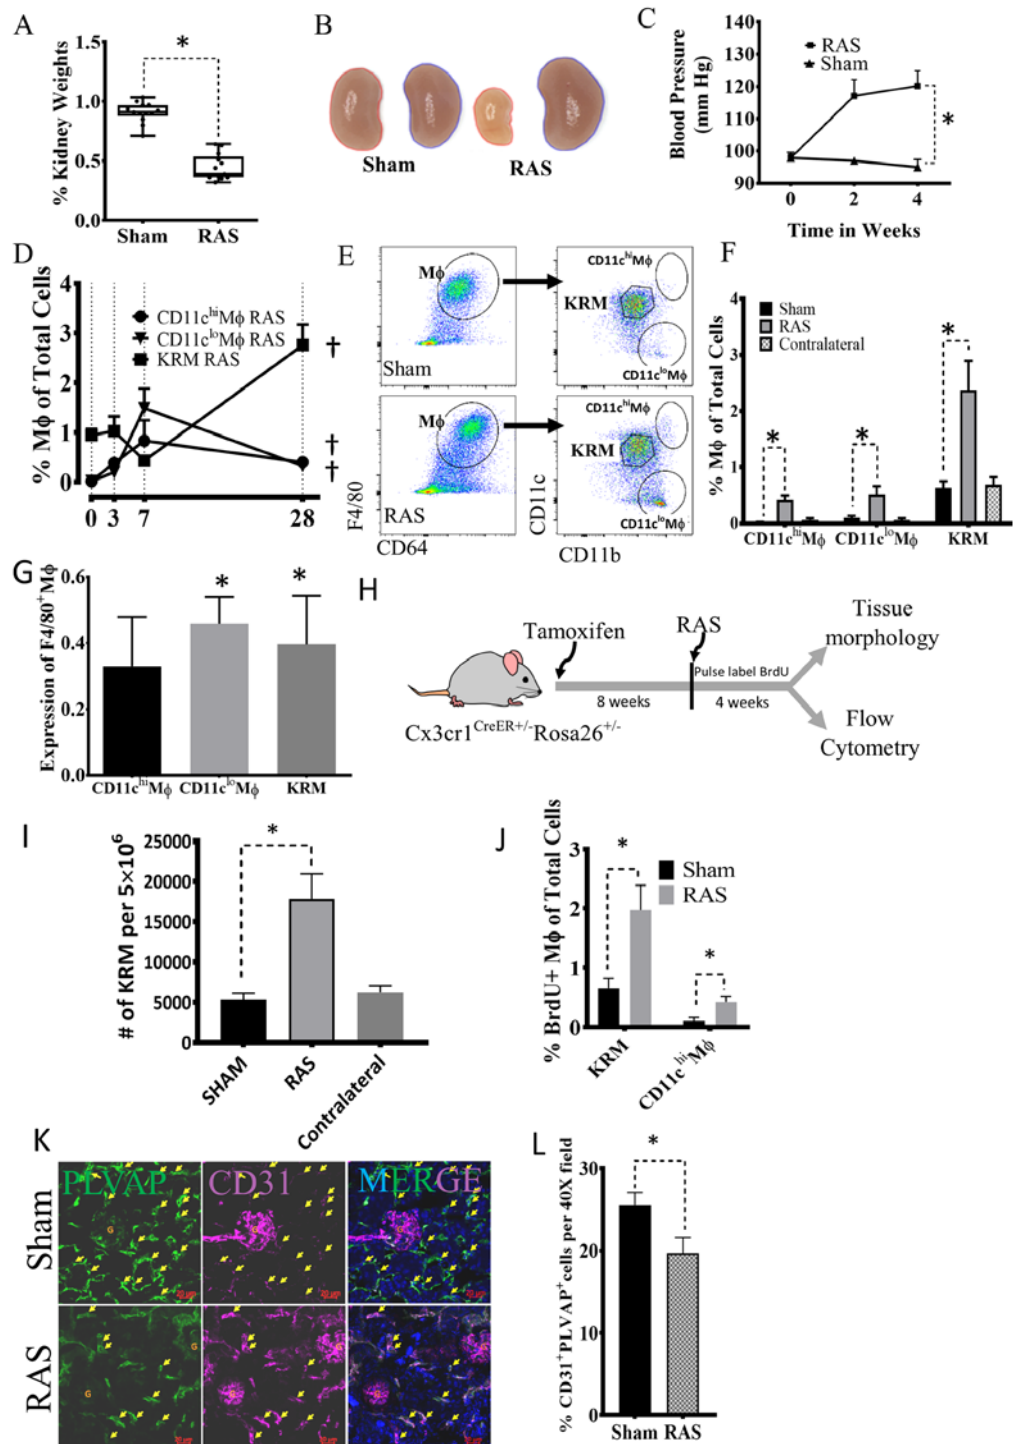 A
% Kidney Weights
1.5
1.0
0.5
0.0
*
Sham
RAS
B
Sham
RAS
C
Blood Pressure
(mm Hg)
140
130
120
110
100
90
RAS
Sham
*
0
2
4
Time in Weeks
D
% Mϕ of Total Cells
4
3
2
1
0
CD11c^hiMϕ RAS
CD11c^loMϕ RAS
KRM RAS
†
†
†
0
3
7
28
E
Mϕ
Sham
CD11c^hiMϕ
KRM
CD11c^loMϕ
Mϕ
RAS
CD11c^hiMϕ
KRM
CD11c^loMϕ
F4/80
CD64
CD11c
CD11b
F
% Mϕ of Total Cells
4
2
0
Sham
RAS
Contralateral
*
*
*
CD11c^hiMϕ
CD11c^loMϕ
KRM
G
Expression of F4/80^+Mϕ
0.6
0.4
0.2
0.0
*
*
CD11c^hiMϕ
CD11c^loMϕ
KRM
H
Tamoxifen
RAS
Pulse label BrdU
8 weeks
4 weeks
Cx3cr1^CreER+/-Rosa26^+/-
Tissue
morphology
Flow
Cytometry
I
# of KRM per 5×10^6
25000
20000
15000
10000
5000
0
*
SHAM
RAS
Contralateral
J
% BrdU+ Mϕ of Total Cells
3
2
1
0
Sham
RAS
*
*
KRM
CD11c^hiMϕ
K
PLVAP
CD31
MERGE
Sham
RAS
G
G
G
G
G
G
L
% CD31^+PLVAP^+cells per 40X field
30
20
10
0
*
Sham
RAS